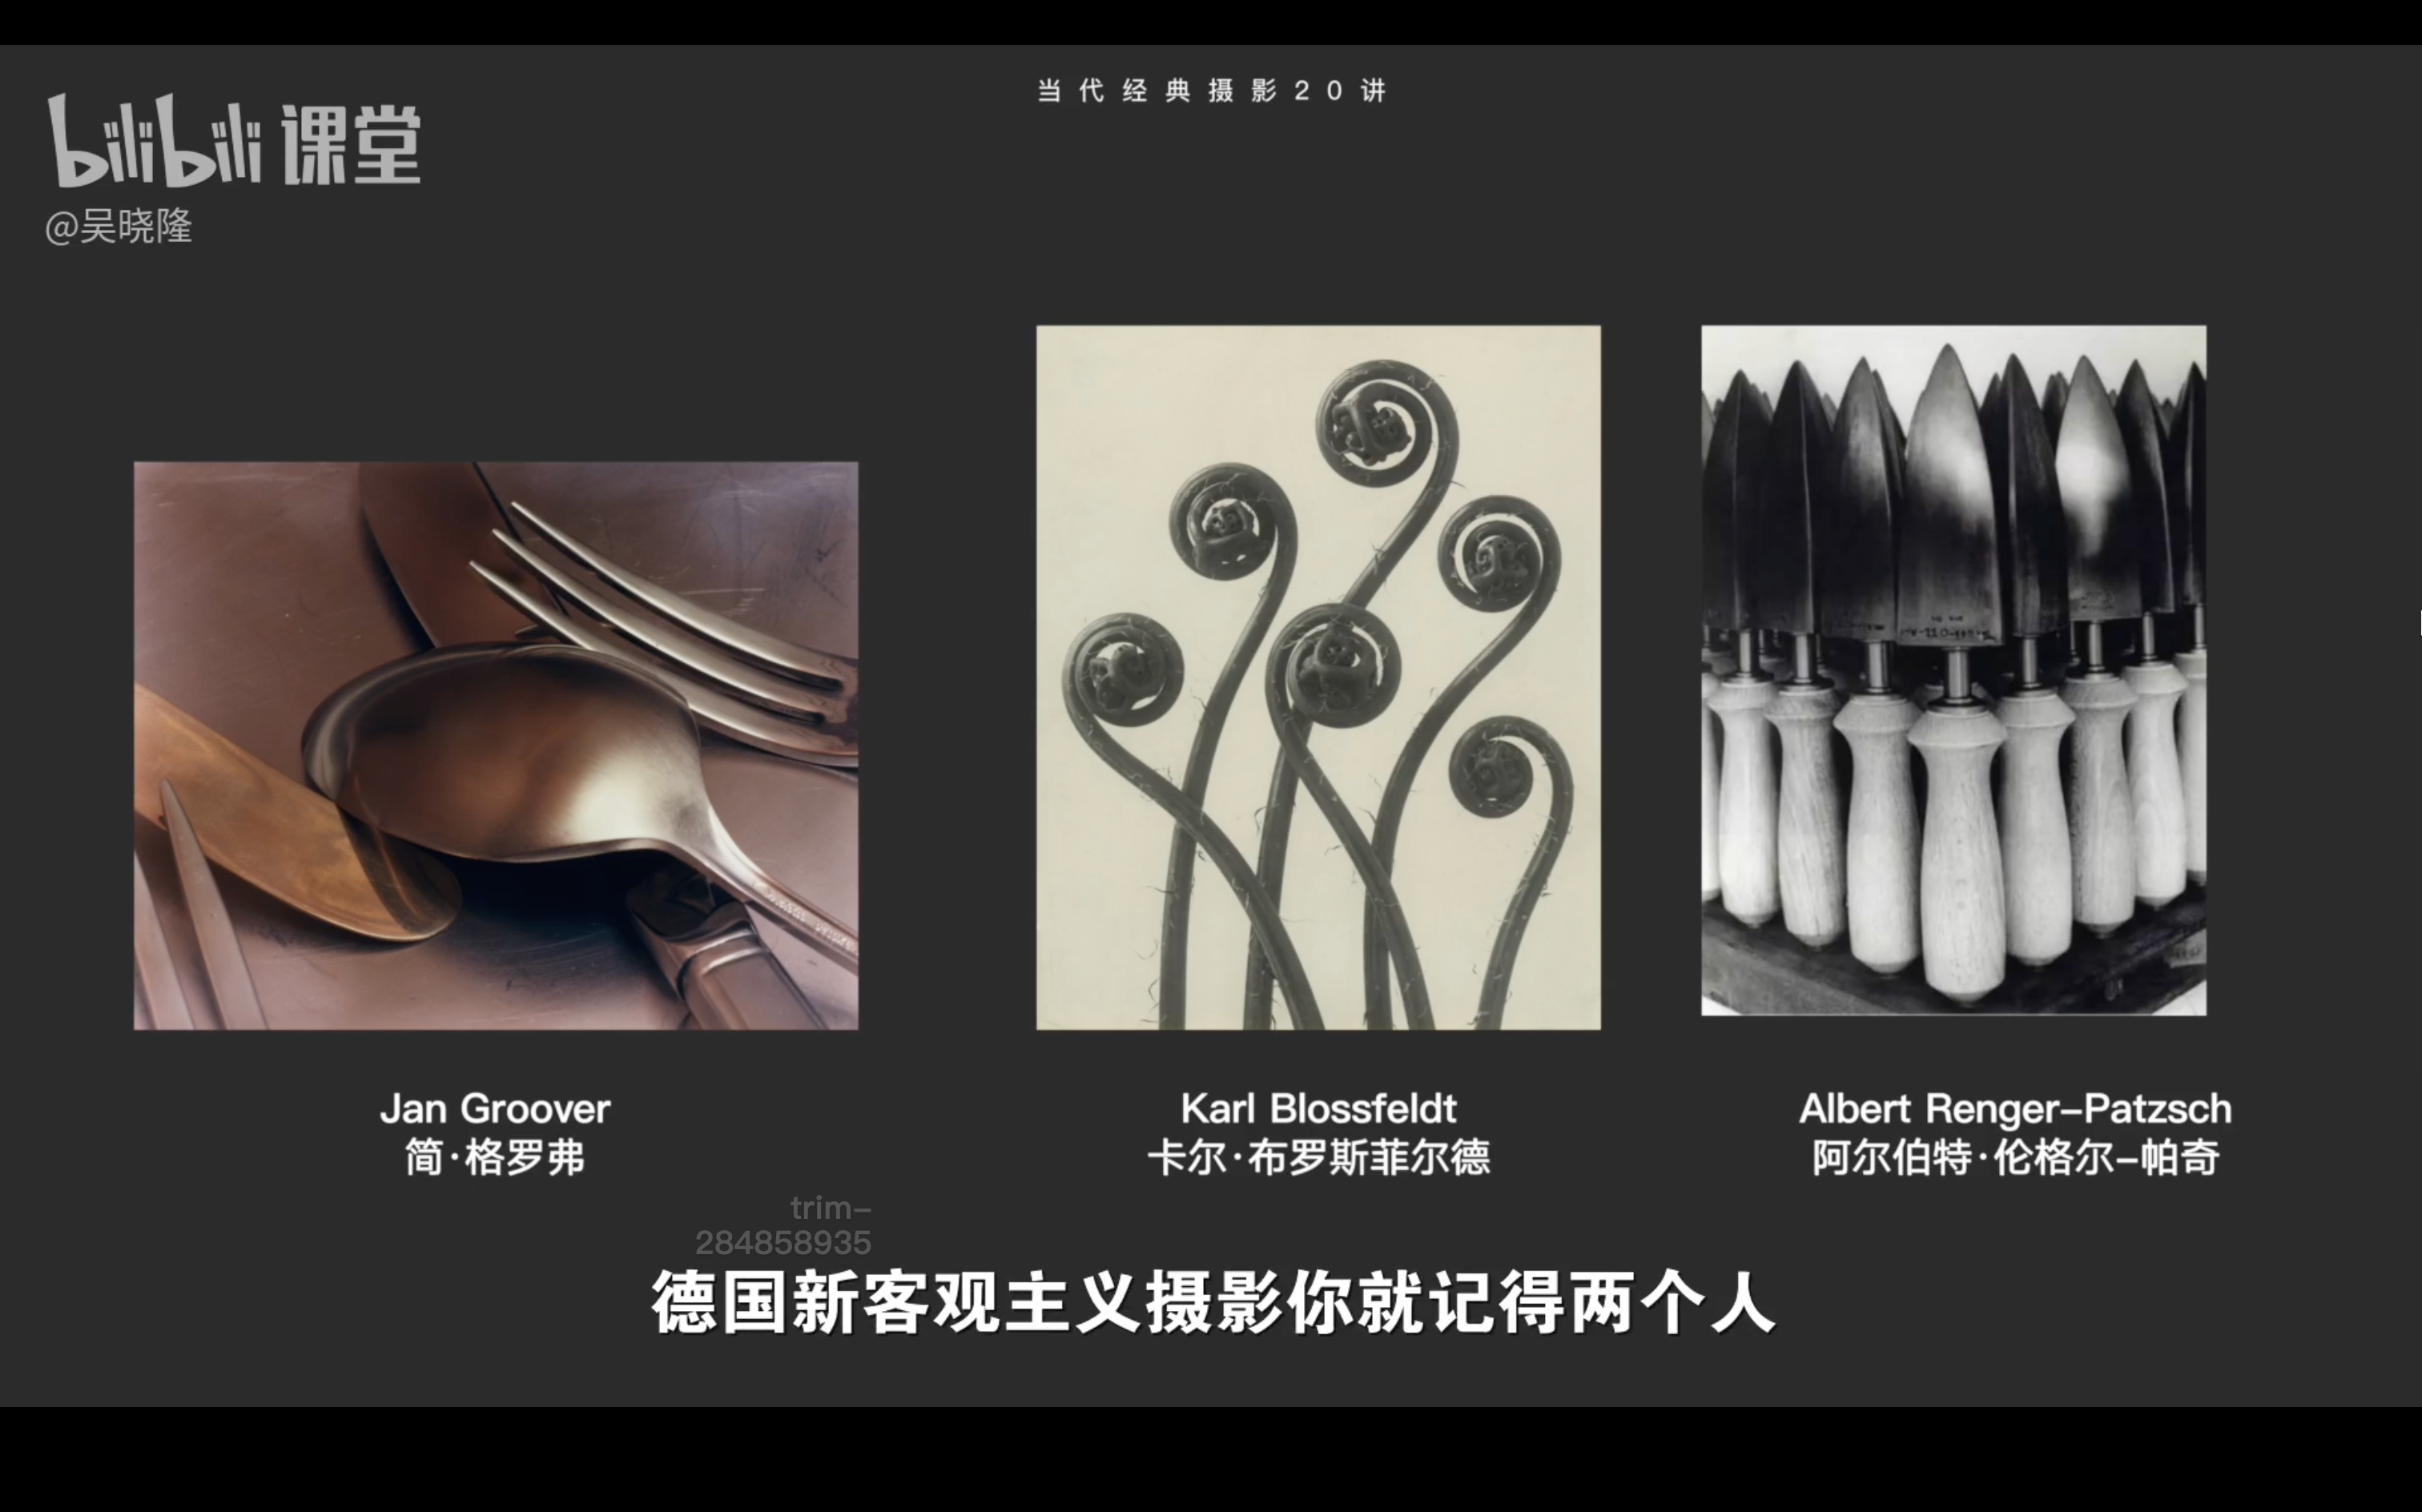 当代经典摄影20讲
bilibili 课堂
@吴晓隆
Jan Groover
简·格罗弗
Karl Blossfeldt
卡尔·布罗斯菲尔德
Albert Renger-Patzsch
阿尔伯特·伦格尔-帕奇
trim-
284858935
德国新客观主义摄影你就记得两个人